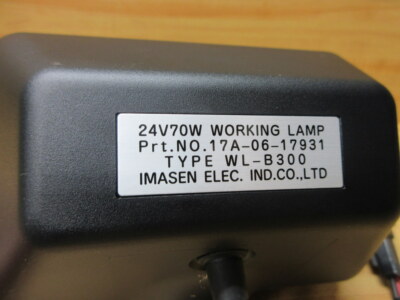 24V70W WORKING LAMP
Prt.NO.17A-06-17931
TYPE WL-B300
IMASEN ELEC. IND.CO.,LTD